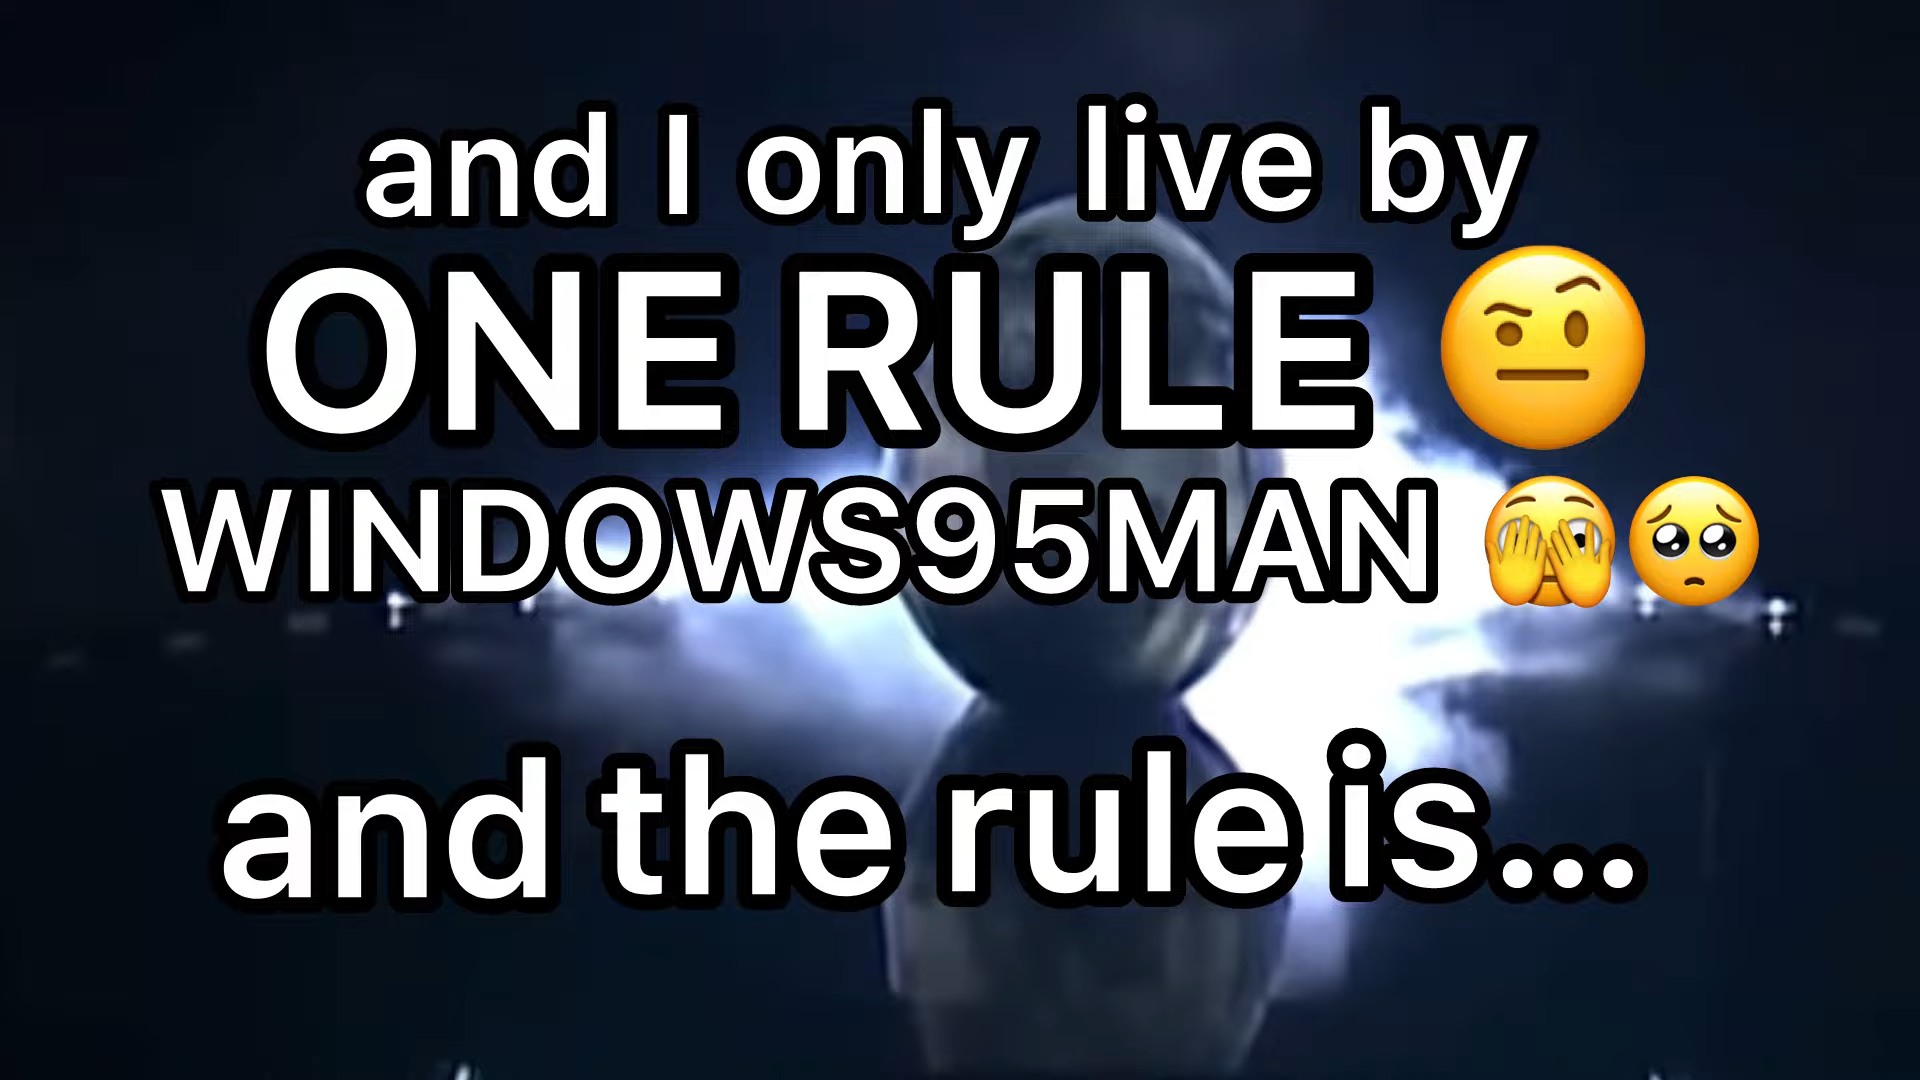 and I only live by
ONE RULE 🤨
WINDOWS95MAN 🫣🥺
and the rule is...